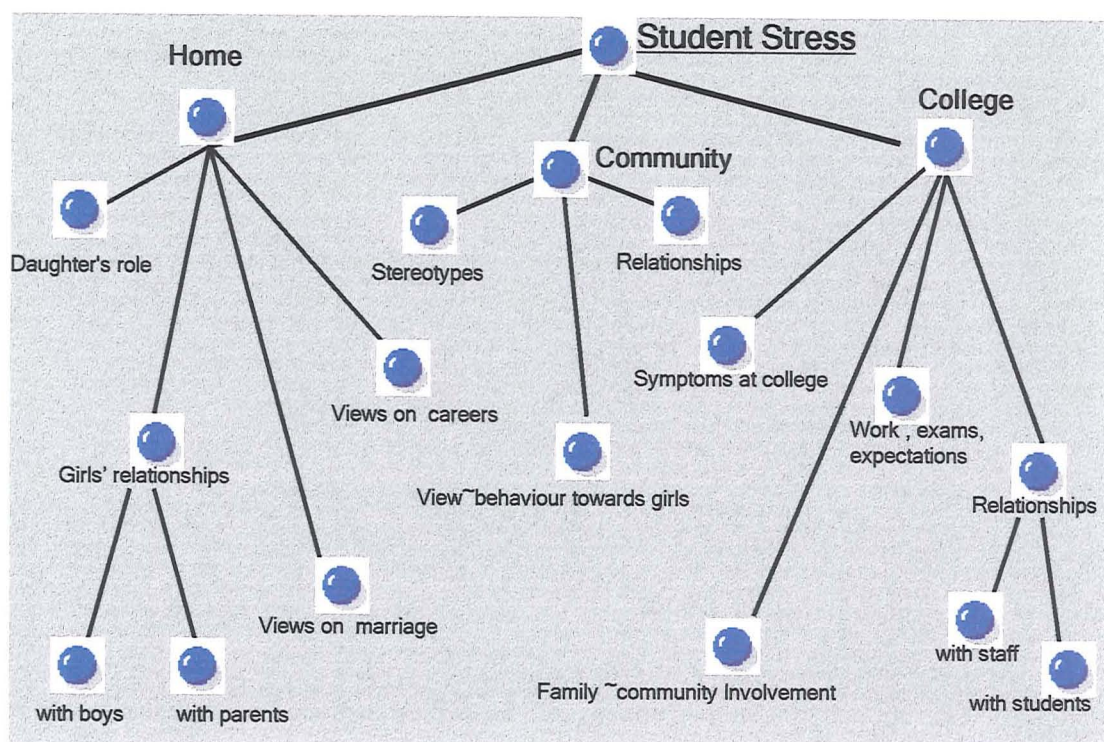 Student Stress
Home
College
Community
Daughter's role
Stereotypes
Relationships
Symptoms at college
Views on careers
Work , exams,
expectations
Girls' relationships
View~behaviour towards girls
Relationships
Views on marriage
with staff
Family ~community Involvement
with students
with boys
with parents